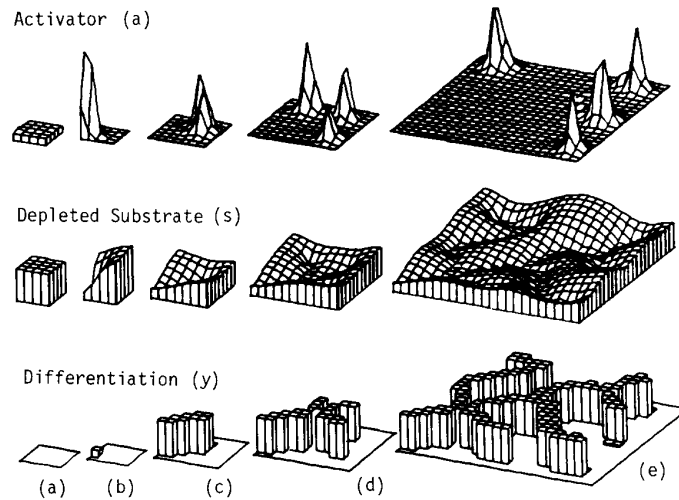 Activator (a)
Depleted Substrate (s)
Differentiation (y)
(a) (b) (c) (d) (e)